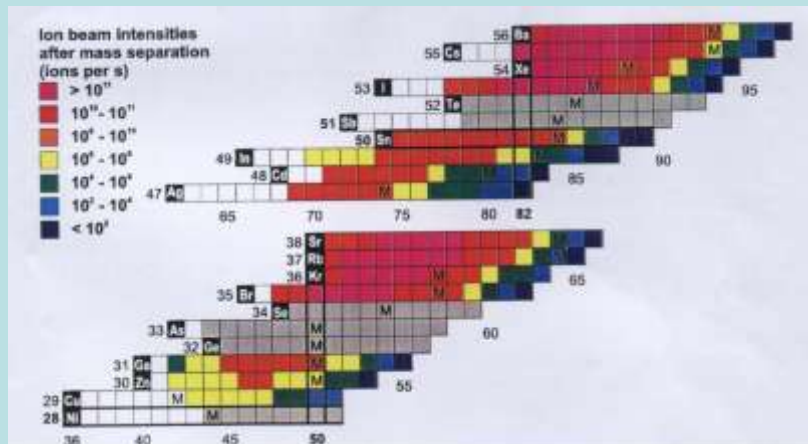 Ion beam intensities
after mass separation
(ions per s)
> 10¹¹
10¹⁰ - 10¹¹
10⁸ - 10¹⁰
10⁶ - 10⁸
10⁴ - 10⁶
10² - 10⁴
< 10²
56 Ba M
55 Cs M
54 Xe M
53 I M 95
52 Te M
51 Sb M
50 Sn M 90
49 In M
48 Cd 85
47 Ag M
65 70 75 80 82
38 Sr
37 Rb M 65
36 Kr M
35 Br M
34 Se M 60
33 As M
32 Ge M
31 Ga M
30 Zn M 55
29 Cu M
28 Ni M
36 40 45 50